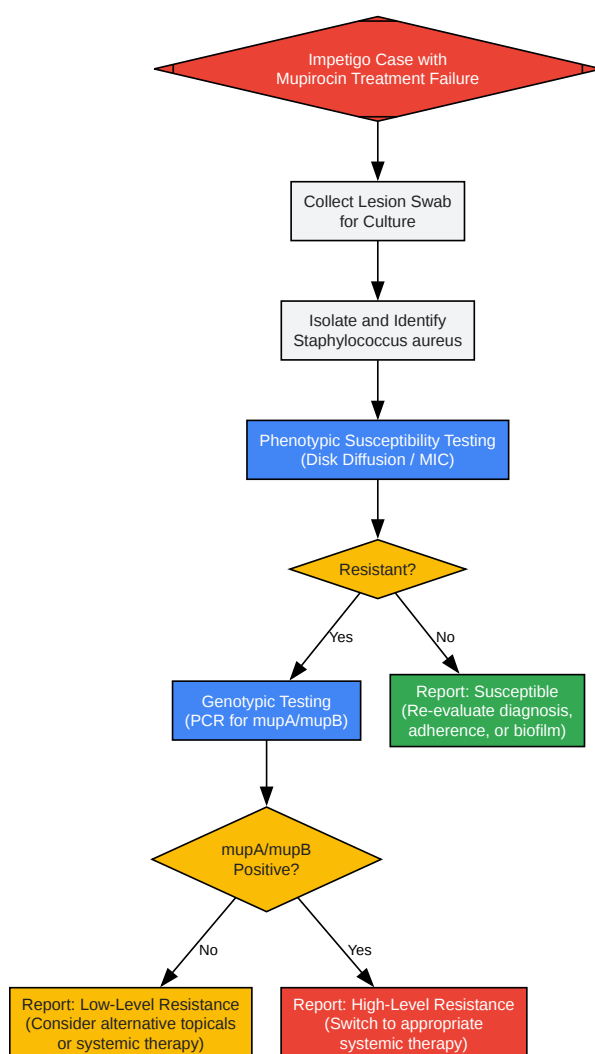 Impetigo Case with
Mupirocin Treatment Failure
Collect Lesion Swab
for Culture
Isolate and Identify
Staphylococcus aureus
Phenotypic Susceptibility Testing
(Disk Diffusion / MIC)
Resistant?
Yes
No
Genotypic Testing
(PCR for mupA/mupB)
Report: Susceptible
(Re-evaluate diagnosis,
adherence, or biofilm)
mupA/mupB
Positive?
No
Yes
Report: Low-Level Resistance
(Consider alternative topicals
or systemic therapy)
Report: High-Level Resistance
(Switch to appropriate
systemic therapy)